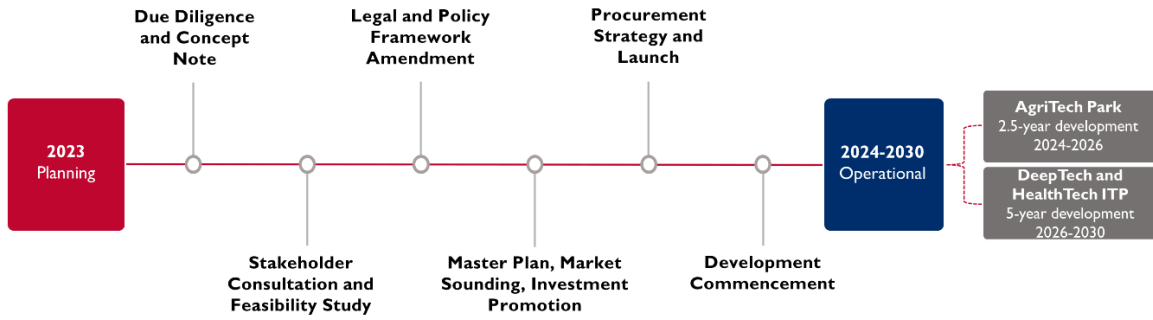 Due Diligence
and Concept
Note
Legal and Policy
Framework
Amendment
Procurement
Strategy and
Launch
2023
Planning
2024-2030
Operational
AgriTech Park
2.5-year development
2024-2026
DeepTech and
HealthTech ITP
5-year development
2026-2030
Stakeholder
Consultation and
Feasibility Study
Master Plan, Market
Sounding, Investment
Promotion
Development
Commencement